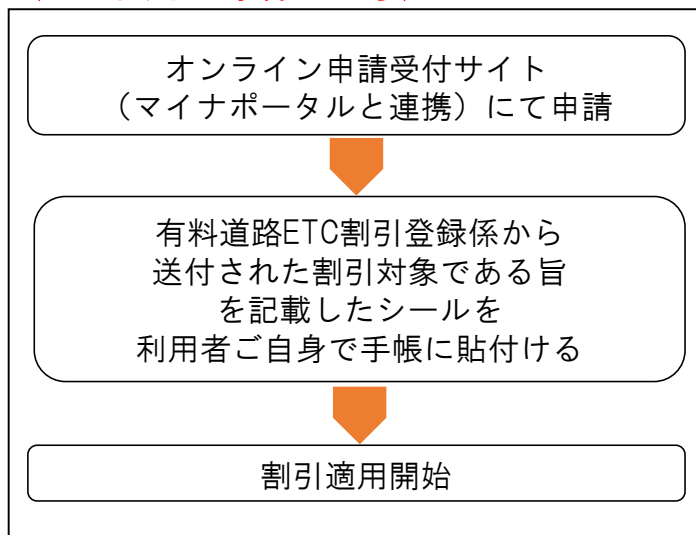 オンライン申請受付サイト
（マイナポータルと連携）にて申請
有料道路ETC割引登録係から
送付された割引対象である旨
を記載したシールを
利用者ご自身で手帳に貼付ける
割引適用開始